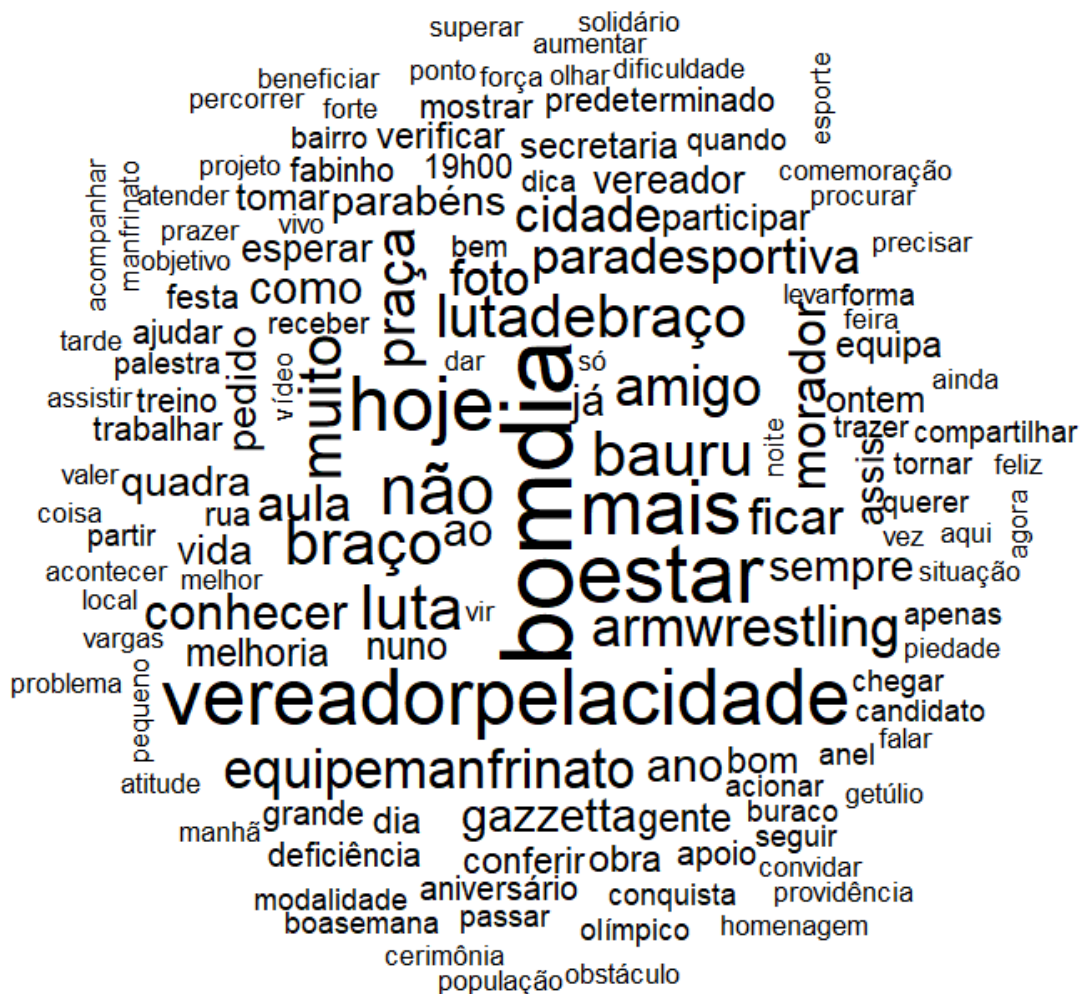 superar solidário
aumentar
beneficiar ponto força olhar dificuldade
percorrer forte mostrar predeterminado esporte
bairro verificar secretaria quando
projeto fabinho 19h00 dica vereador comemoração
acompanhar manfrinato atender tomar parabéns cidade participar procurar
prazer vivo esperar praça bem paradesportiva precisar
objetivo foto
festa como lutadebraço levar forma
tarde ajudar receber feira
palestra pedido vídeo muito dar bomdia só morador equipa
assistir treino hoje já amigo ainda
trabalhar noite ontem
bauru trazer compartilhar
valer quadra não assis tornar feliz
coisa rua aula mais ficar querer agora
partir vida braço ao vez aqui
acontecer melhor estar sempre situação
local conhecer luta vir armwrestling apenas
vargas melhoria nuno piedade
problema pequeno vereadorpelacidade chegar
candidato
atitude equipemanfrinato ano bom anel falar
acionar getúlio
manhã grande dia gazzetta gente buraco
seguir
deficiência conferir obra apoio convidar
modalidade aniversário conquista providência
boasemana passar olímpico homenagem
cerimônia
população obstáculo